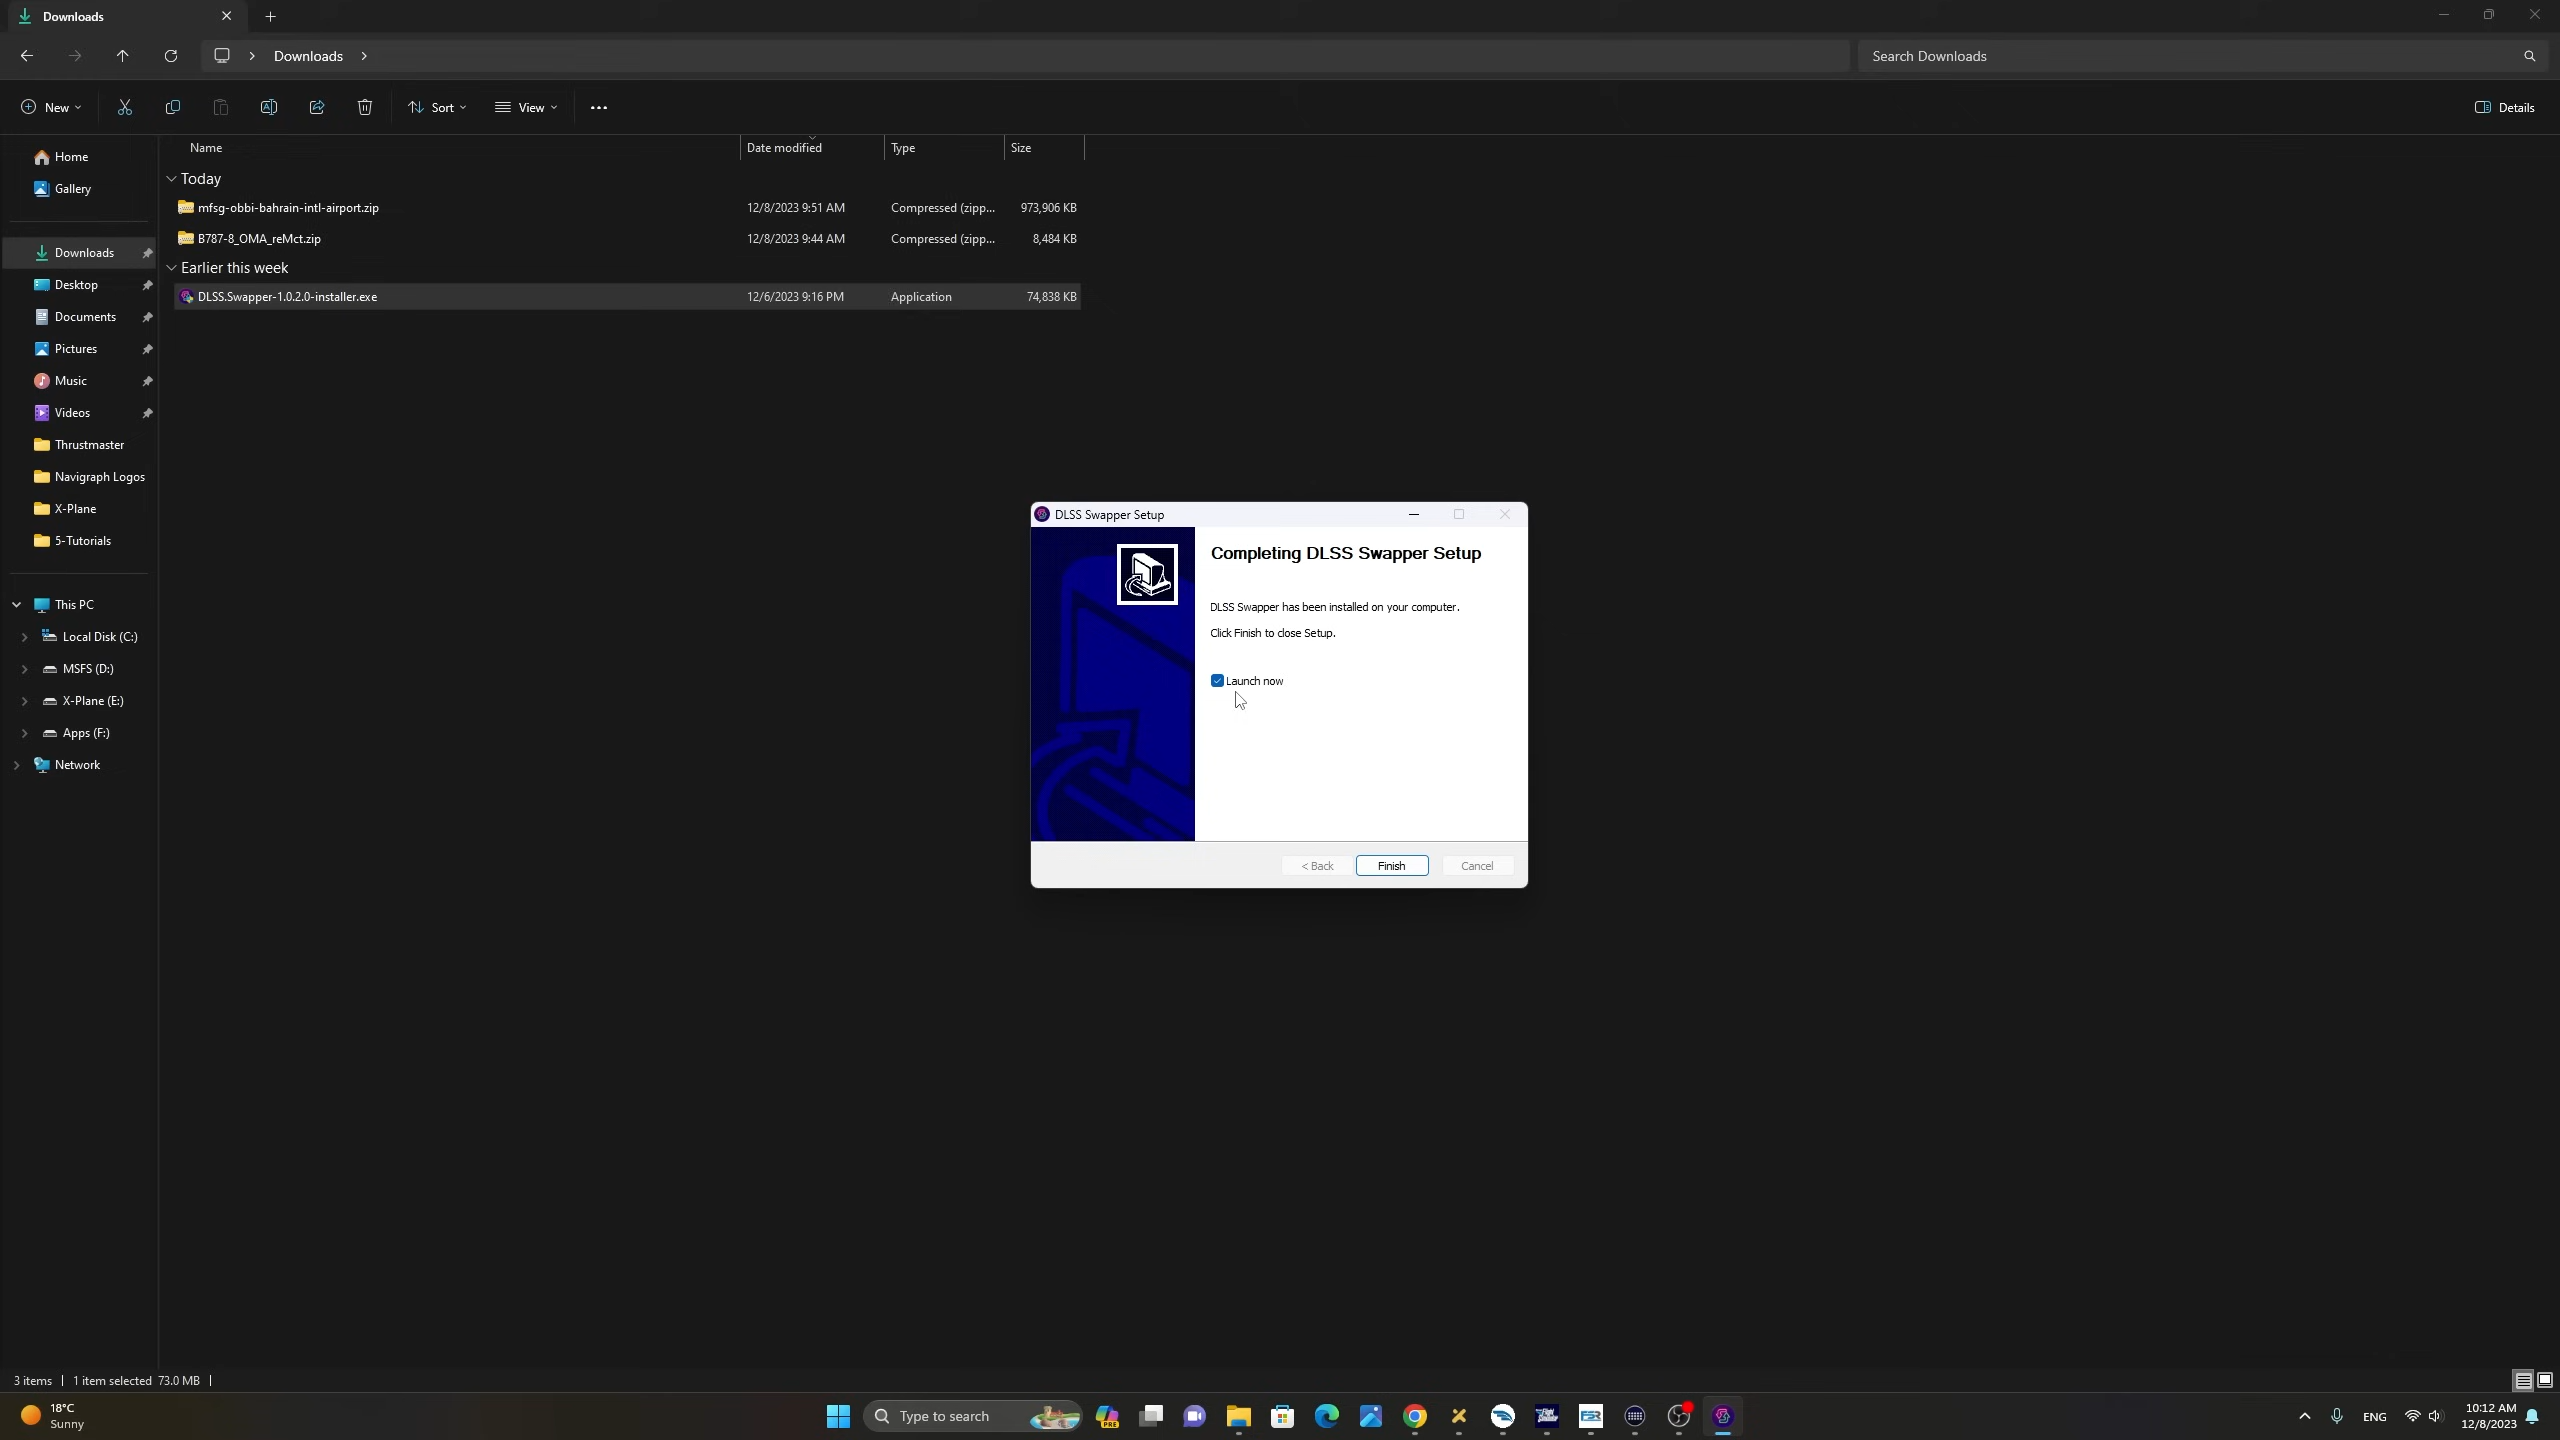 Downloads
Downloads
Search Downloads
New
Sort
View
Details
Name
Date modified
Type
Size
Today
mfsg-obbi-bahrain-intl-airport.zip
12/8/2023 9:51 AM
Compressed (zipp...
973,906 KB
B787-8_OMA_reMct.zip
12/8/2023 9:44 AM
Compressed (zipp...
8,484 KB
Earlier this week
DLSS.Swapper-1.0.2.0-installer.exe
12/6/2023 9:16 PM
Application
74,838 KB
Home
Gallery
Downloads
Desktop
Documents
Pictures
Music
Videos
Thrustmaster
Navigraph Logos
X-Plane
5-Tutorials
This PC
Local Disk (C:)
MSFS (D:)
X-Plane (E:)
Apps (F:)
Network
DLSS Swapper Setup
Completing DLSS Swapper Setup
DLSS Swapper has been installed on your computer.
Click Finish to close Setup.
Launch now
< Back
Finish
Cancel
3 items
1 item selected 73.0 MB
18°C
Sunny
Type to search
PRE
FSR
ENG
10:12 AM
12/8/2023